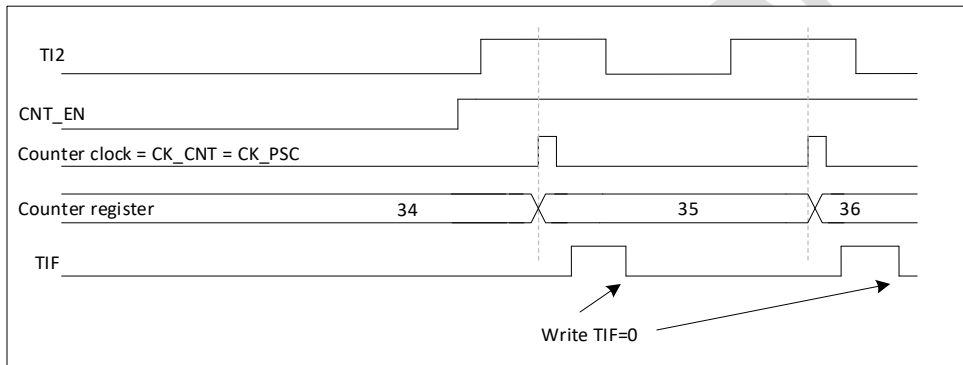 TI2
CNT_EN
Counter clock = CK_CNT = CK_PSC
Counter register 34 35 36
TIF
Write TIF=0